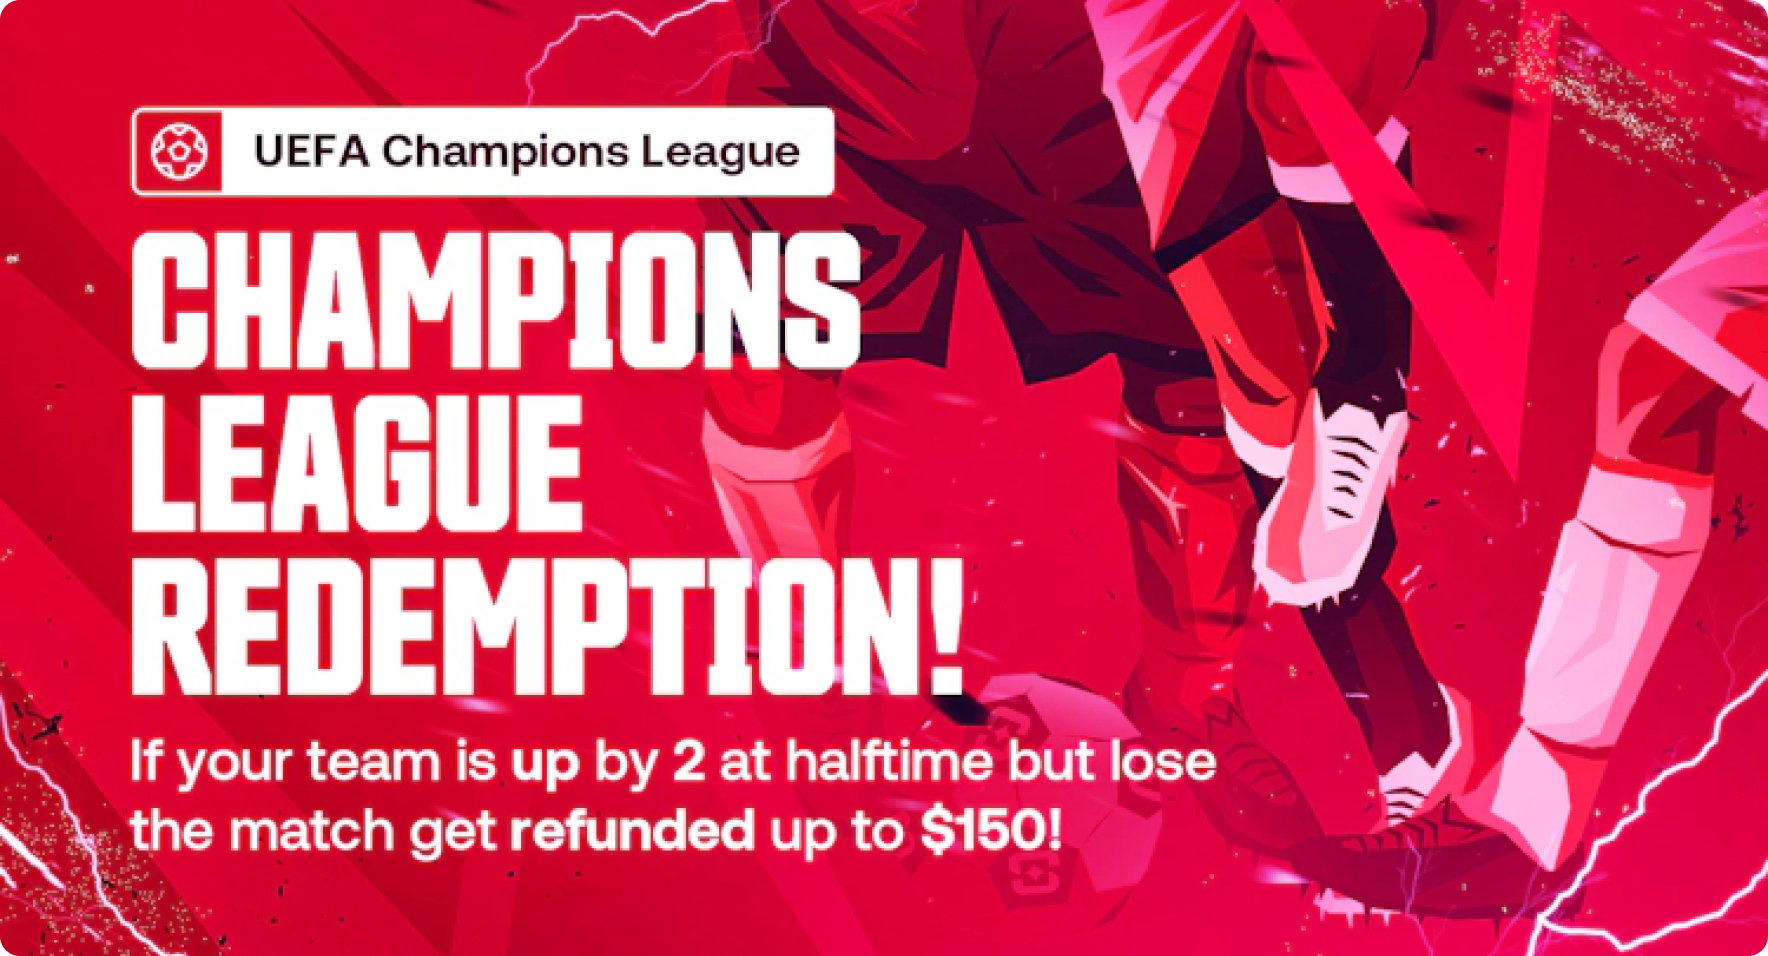 UEFA Champions League
CHAMPIONS
LEAGUE
REDEMPTION!
If your team is up by 2 at halftime but lose
the match get refunded up to $150!